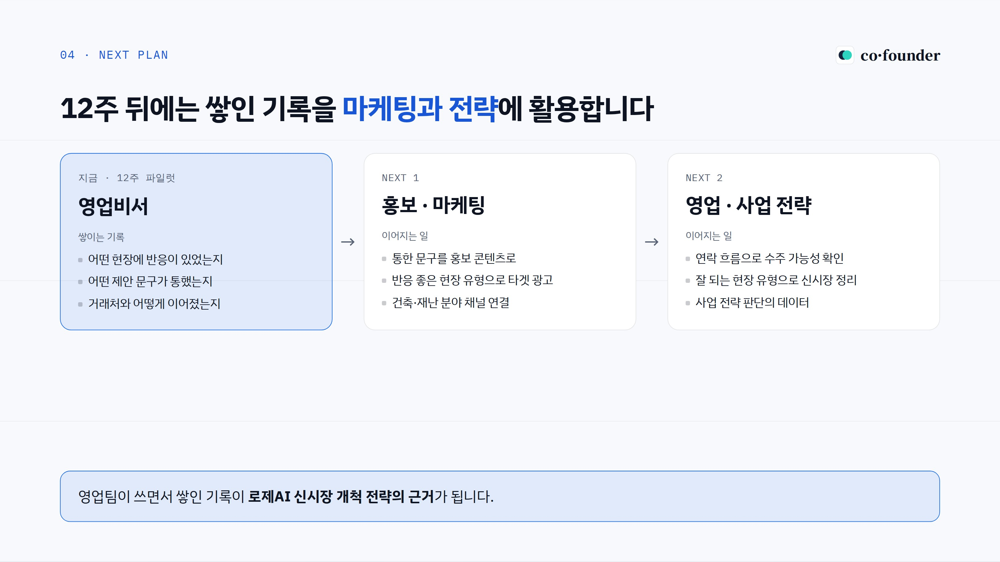 04 · NEXT PLAN
co·founder
12주 뒤에는 쌓인 기록을 마케팅과 전략에 활용합니다
지금 · 12주 파일럿
영업비서
쌓이는 기록
어떤 현장에 반응이 있었는지
어떤 제안 문구가 통했는지
거래처와 어떻게 이어졌는지
→
NEXT 1
홍보 · 마케팅
이어지는 일
통한 문구를 홍보 콘텐츠로
반응 좋은 현장 유형으로 타겟 광고
건축·재난 분야 채널 연결
→
NEXT 2
영업 · 사업 전략
이어지는 일
연락 흐름으로 수주 가능성 확인
잘 되는 현장 유형으로 신시장 정리
사업 전략 판단의 데이터
영업팀이 쓰면서 쌓인 기록이 로제AI 신시장 개척 전략의 근거가 됩니다.